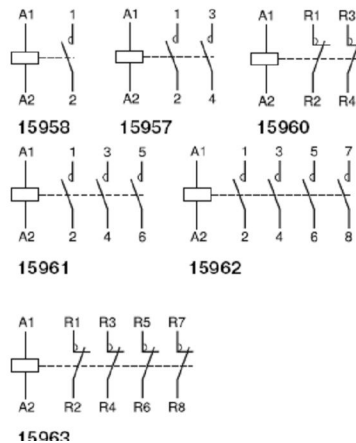 A1 1 A1 1 3 A1 R1 R3
A2 2 A2 2 4 A2 R2 R4
15958 15957 15960
A1 1 3 5 A1 1 3 5 7
A2 2 4 6 A2 2 4 6 8
15961 15962
A1 R1 R3 R5 R7
A2 R2 R4 R6 R8
15963